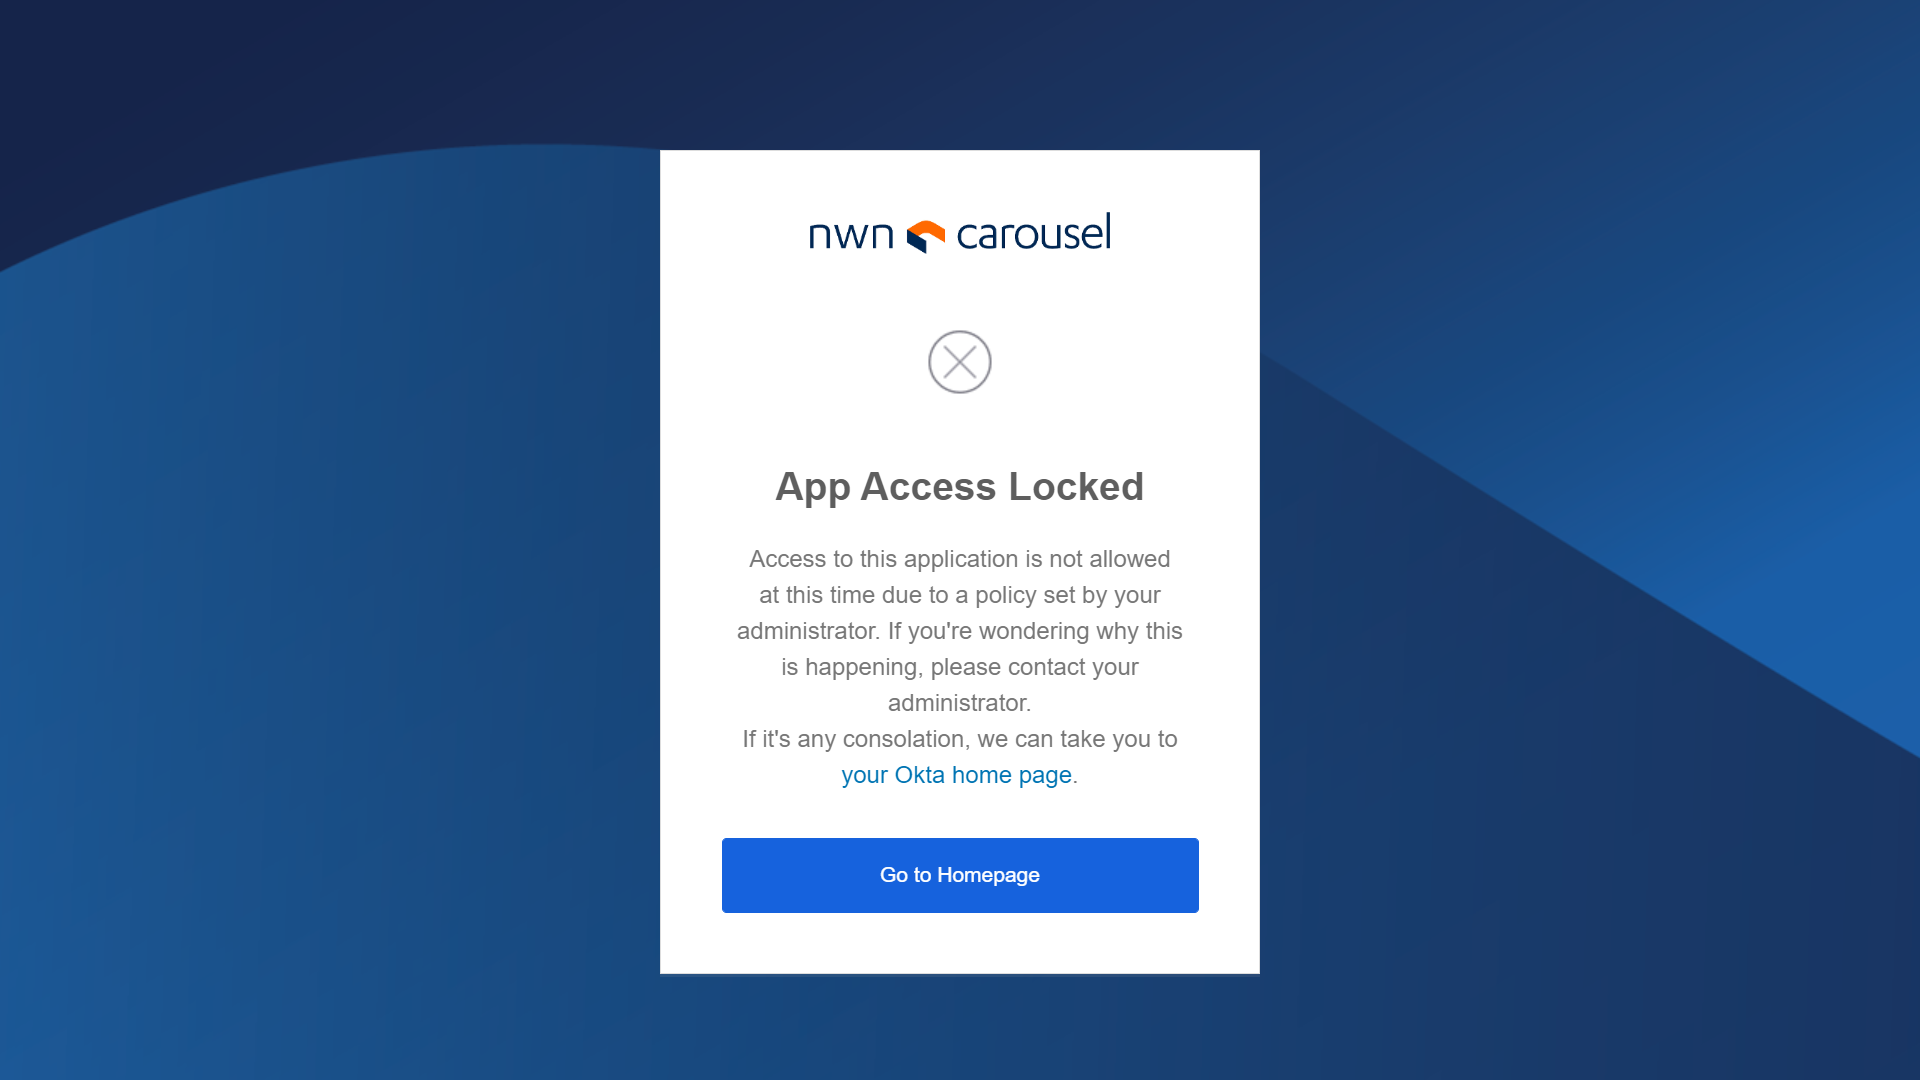 nwn carousel
App Access Locked
Access to this application is not allowed
at this time due to a policy set by your
administrator. If you're wondering why this
is happening, please contact your
administrator.
If it's any consolation, we can take you to
your Okta home page.
Go to Homepage